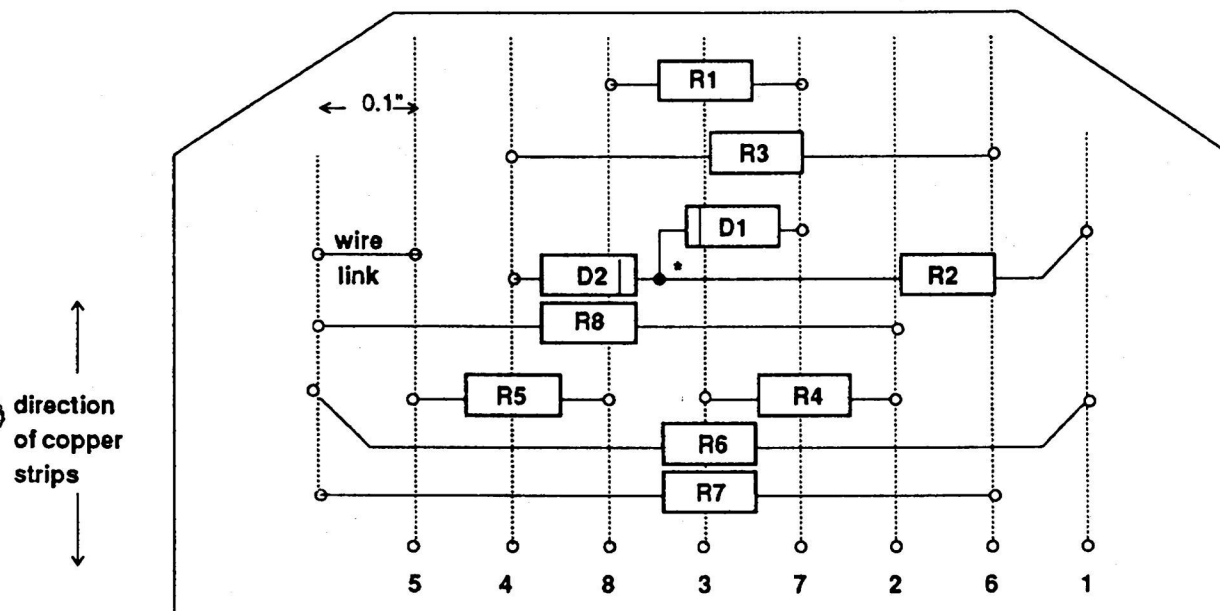 R1
0.1"
R3
D1
wire
link
D2
*
R2
R8
direction
of copper
strips
R5
R4
R6
R7
5 4 8 3 7 2 6 1